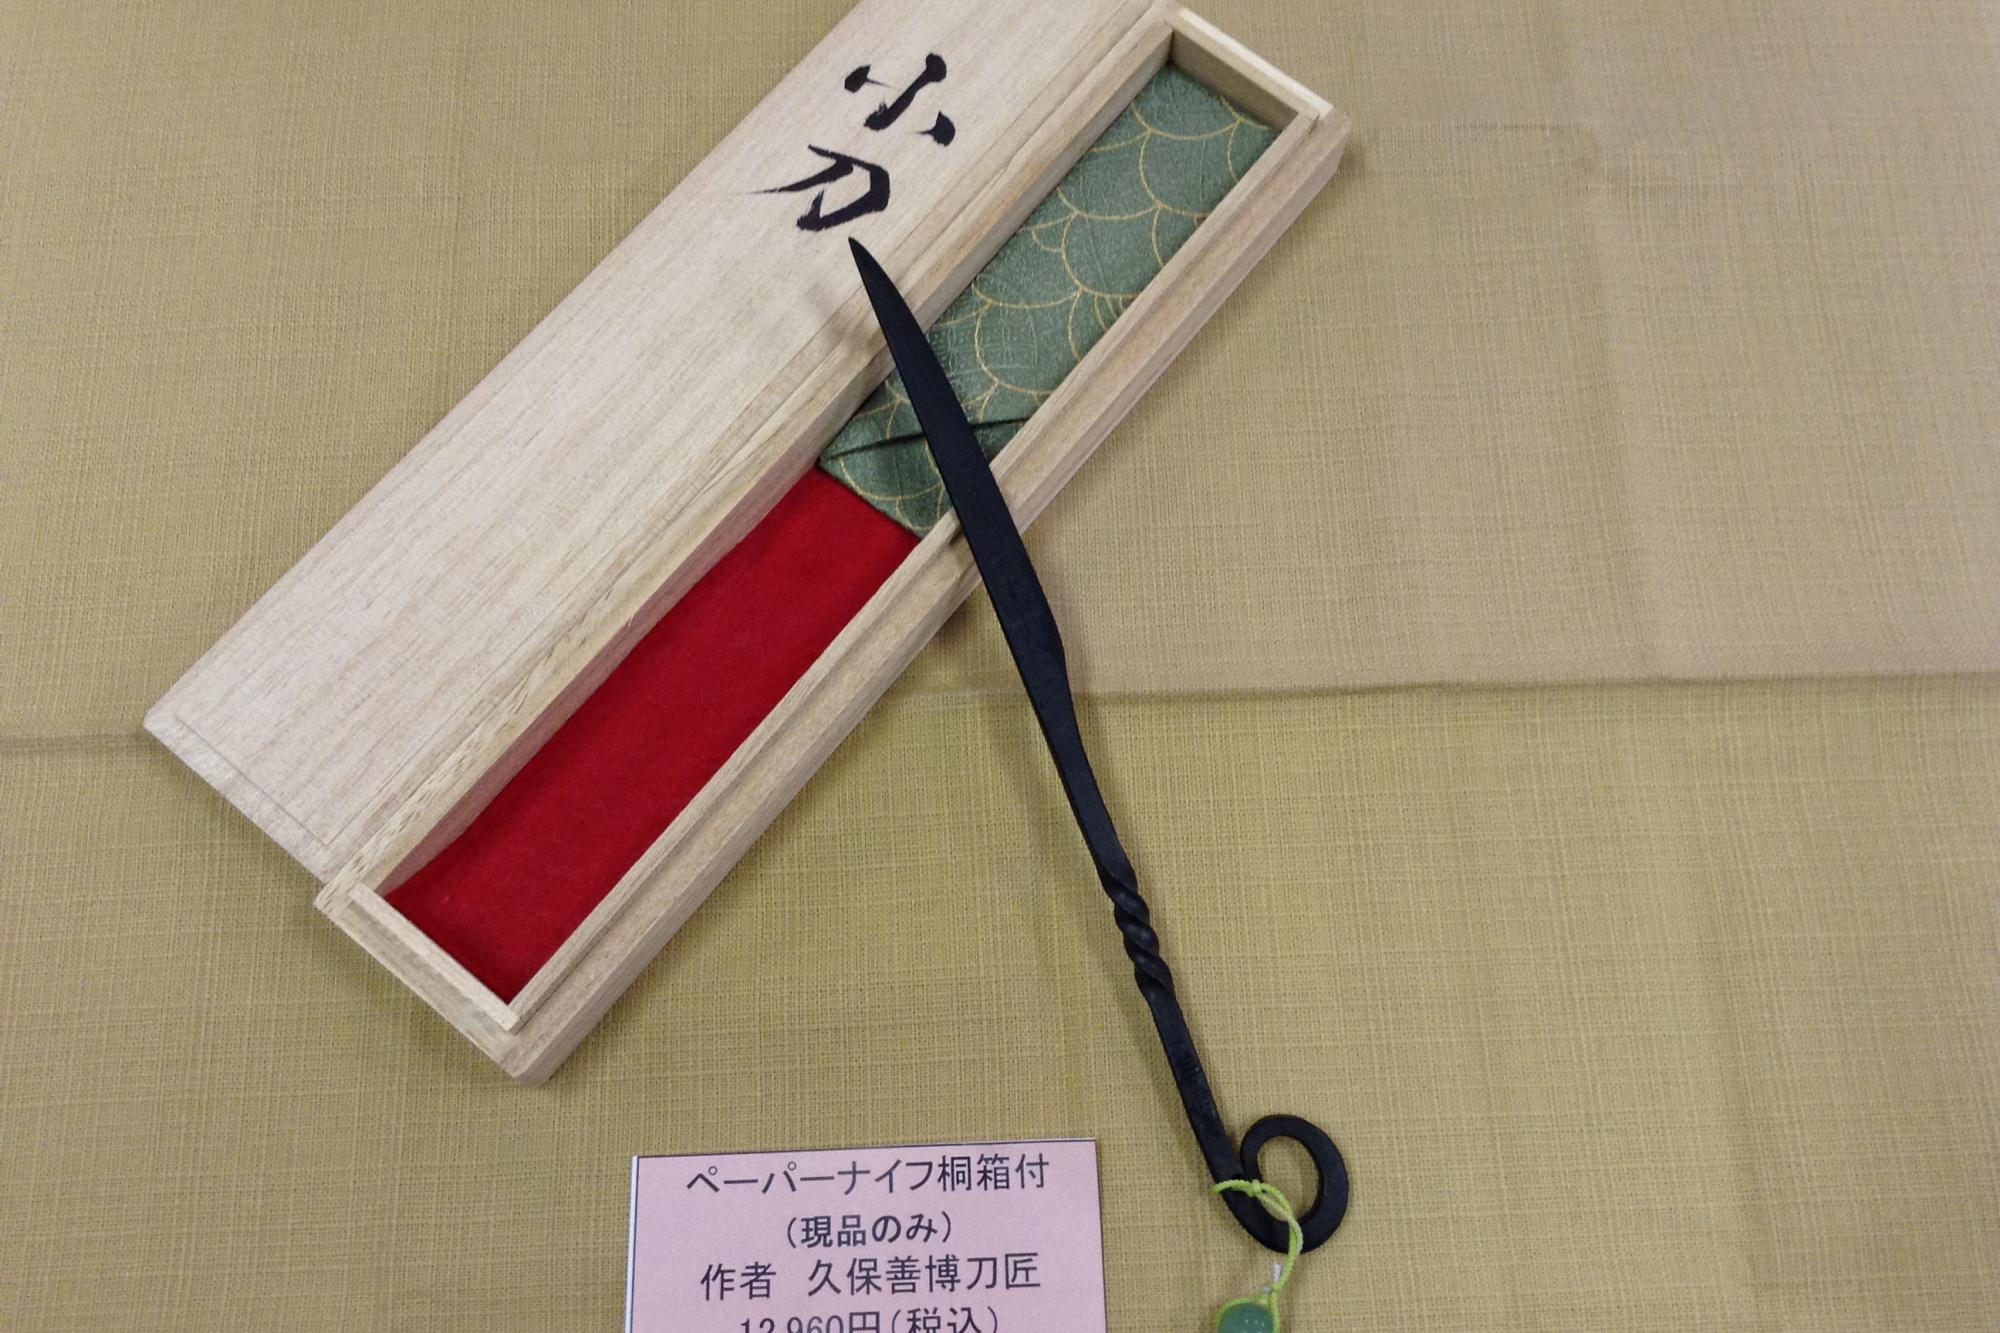 小刀
ペーパーナイフ桐箱付
（現品のみ）
作者　久保善博刀匠
12,960円（税込）